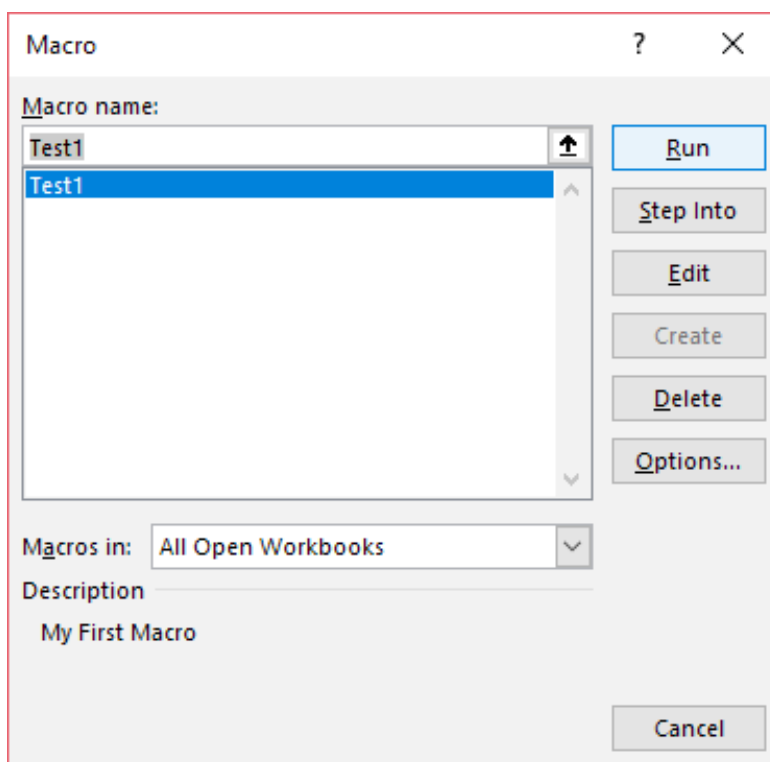 Macro ?
Macro name:
Test1
Test1
Run
Step Into
Edit
Create
Delete
Options...
Macros in: All Open Workbooks
Description
My First Macro
Cancel